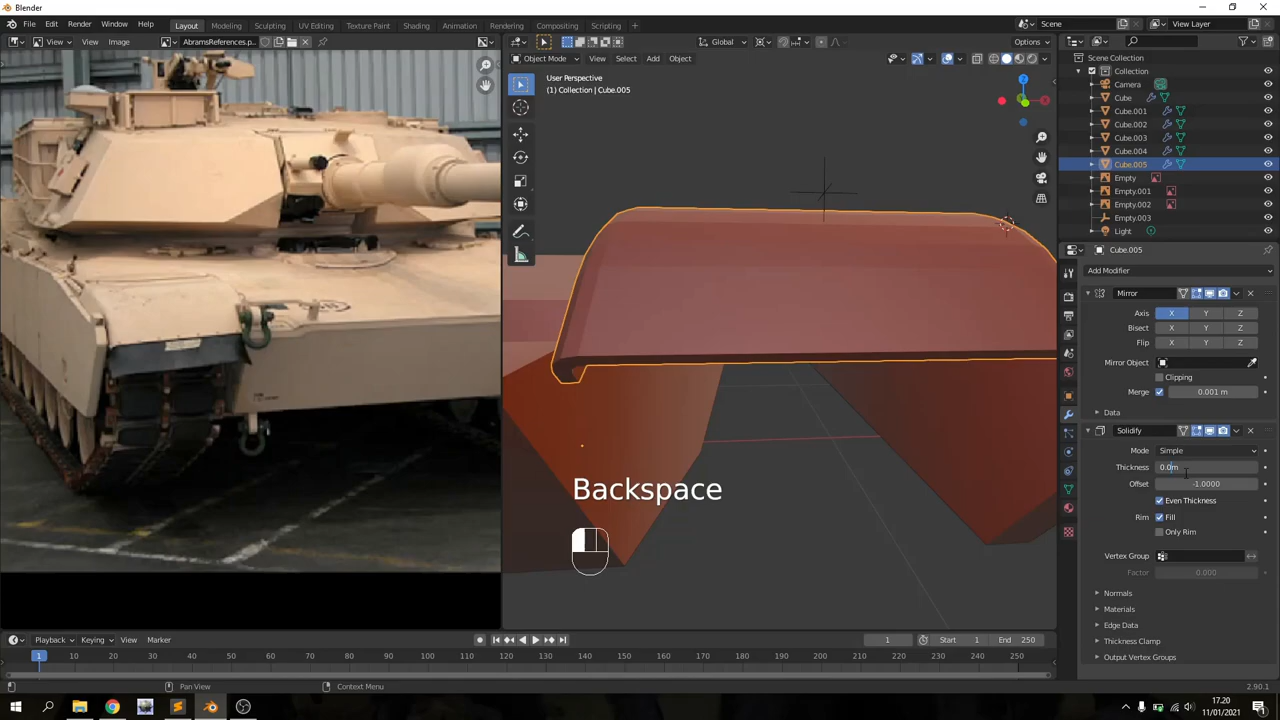 Blender
File Edit Render Window Help
Layout Modeling Sculpting UV Editing Texture Paint Shading Animation Rendering Compositing Scripting +
Scene
View Layer
View View Image AbramsReferences.p..
Global
Options
Object Mode View Select Add Object
User Perspective
(1) Collection | Cube.005
Z
Scene Collection
Collection
Camera
Cube
Cube.001
Cube.002
Cube.003
Cube.004
Cube.005
Empty
Empty.001
Empty.002
Empty.003
Light
Cube.005
Add Modifier
Mirror
Axis X Y Z
Bisect X Y Z
Flip X Y Z
Mirror Object
Clipping
Merge 0.001 m
Data
Solidify
Mode Simple
Thickness 0.0m
Offset -1.0000
Even Thickness
Rim Fill
Only Rim
Vertex Group
Factor 0.000
Normals
Materials
Edge Data
Thickness Clamp
Output Vertex Groups
Backspace
Playback Keying View Marker
1 Start 1 End 250
1 10 20 30 40 50 60 70 80 90 100 110 120 130 140 150 160 170 180 190 200 210 220 230 240 250
Pan View Context Menu 2.90.1
17.20
11/01/2021